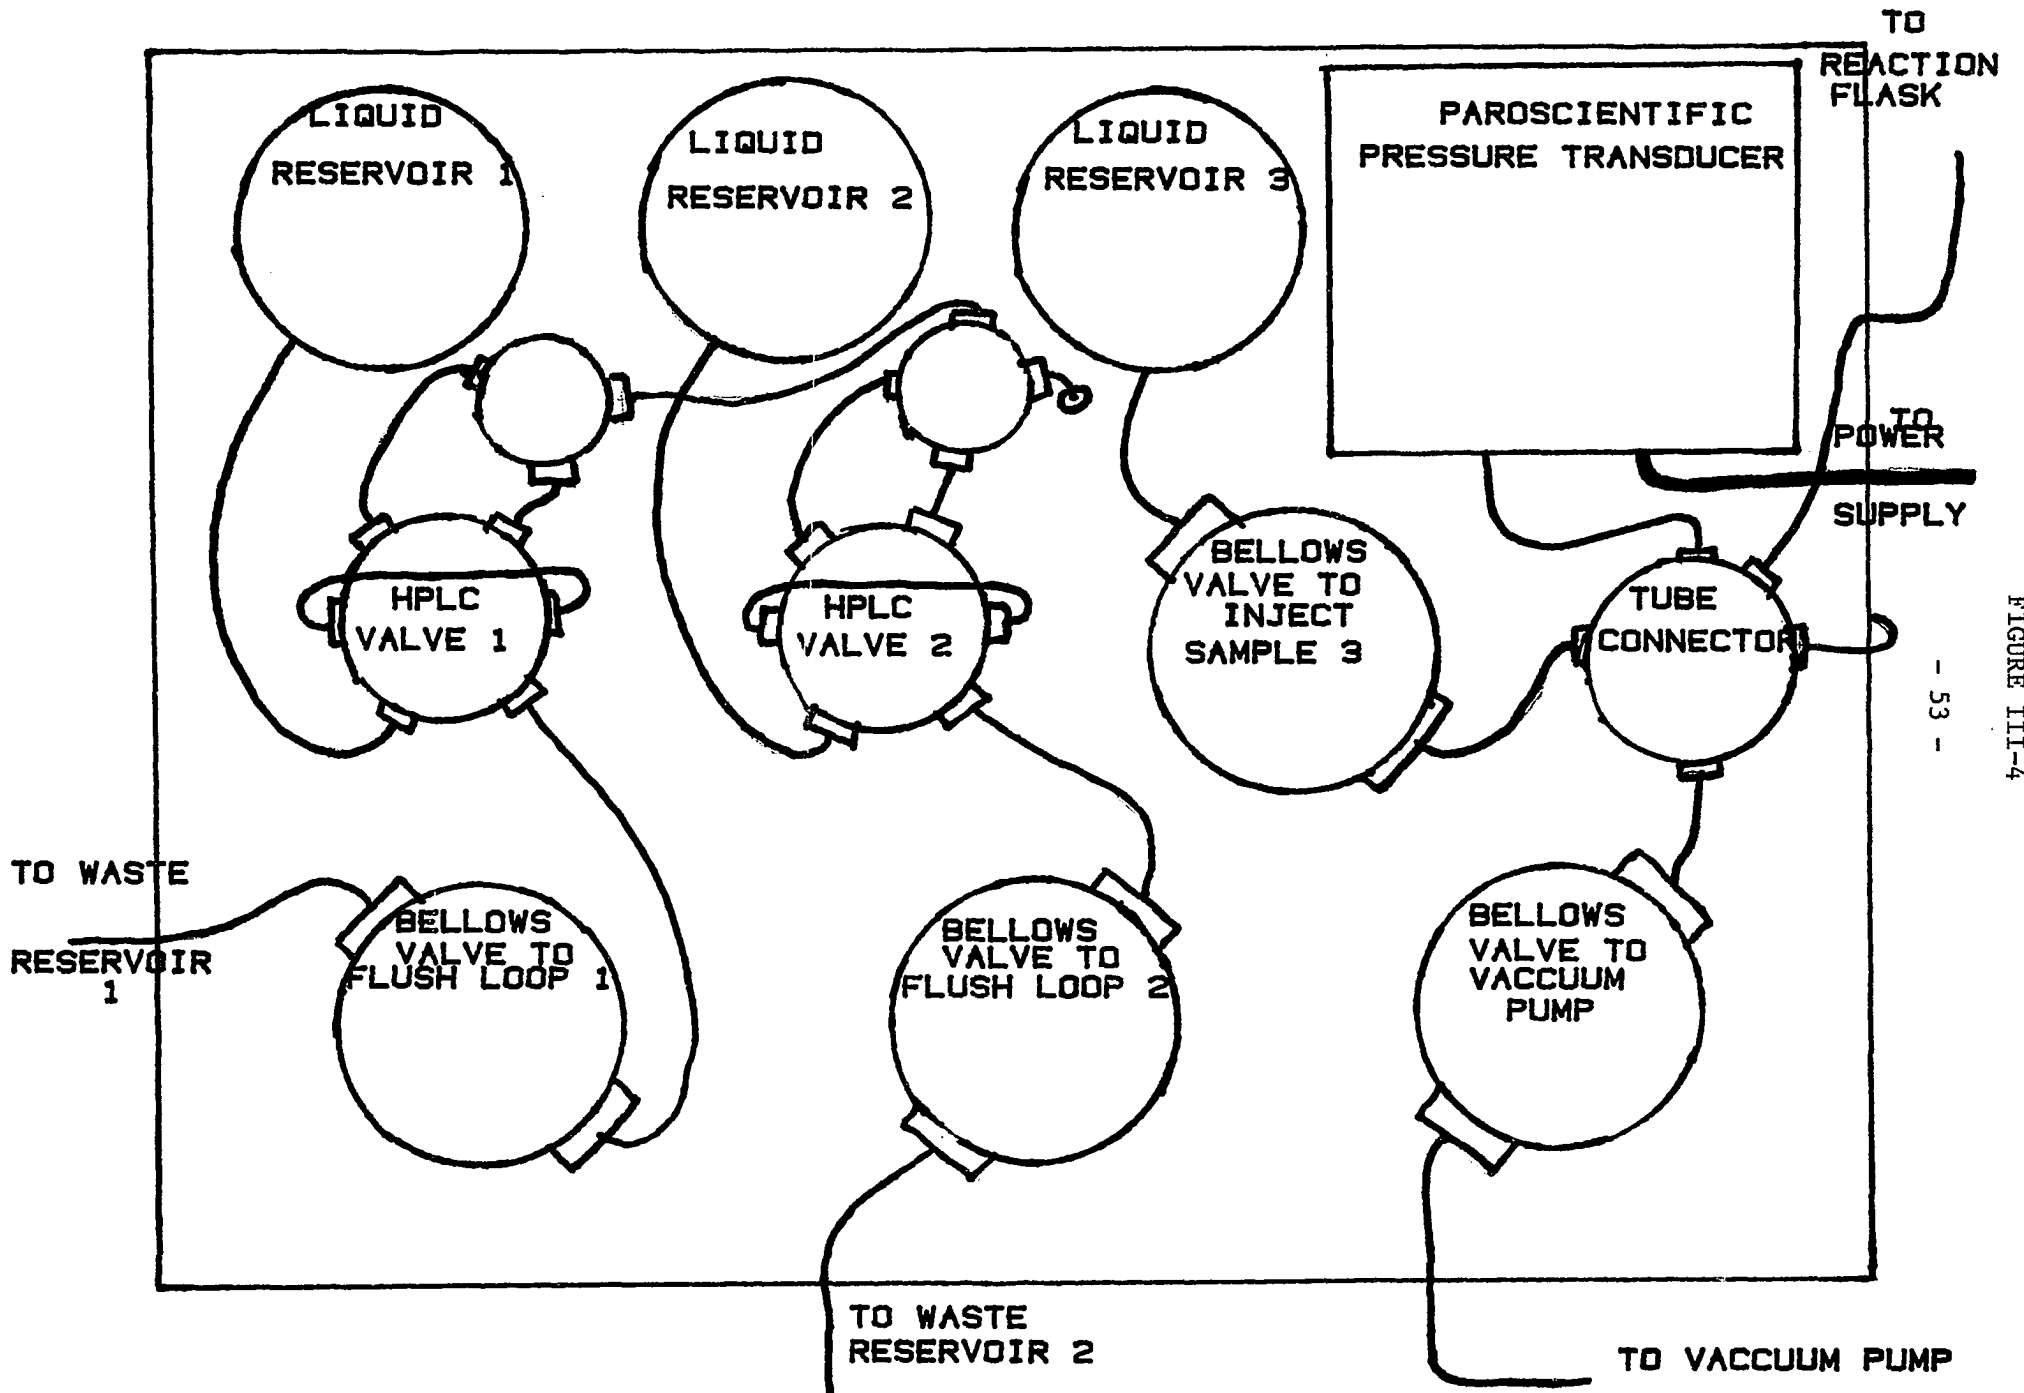 TO
REACTION
FLASK
LIQUID
RESERVOIR 1
LIQUID
RESERVOIR 2
LIQUID
RESERVOIR 3
PAROSCIENTIFIC
PRESSURE TRANSDUCER
TO
POWER
SUPPLY
HPLC
VALVE 1
HPLC
VALVE 2
BELLOWS
VALVE TO
INJECT
SAMPLE 3
TUBE
CONNECTOR
TO WASTE
RESERVOIR
1
BELLOWS
VALVE TO
FLUSH LOOP 1
BELLOWS
VALVE TO
FLUSH LOOP 2
BELLOWS
VALVE TO
VACCUUM
PUMP
TO WASTE
RESERVOIR 2
TO VACCUUM PUMP
- 53 -
FIGURE III-4